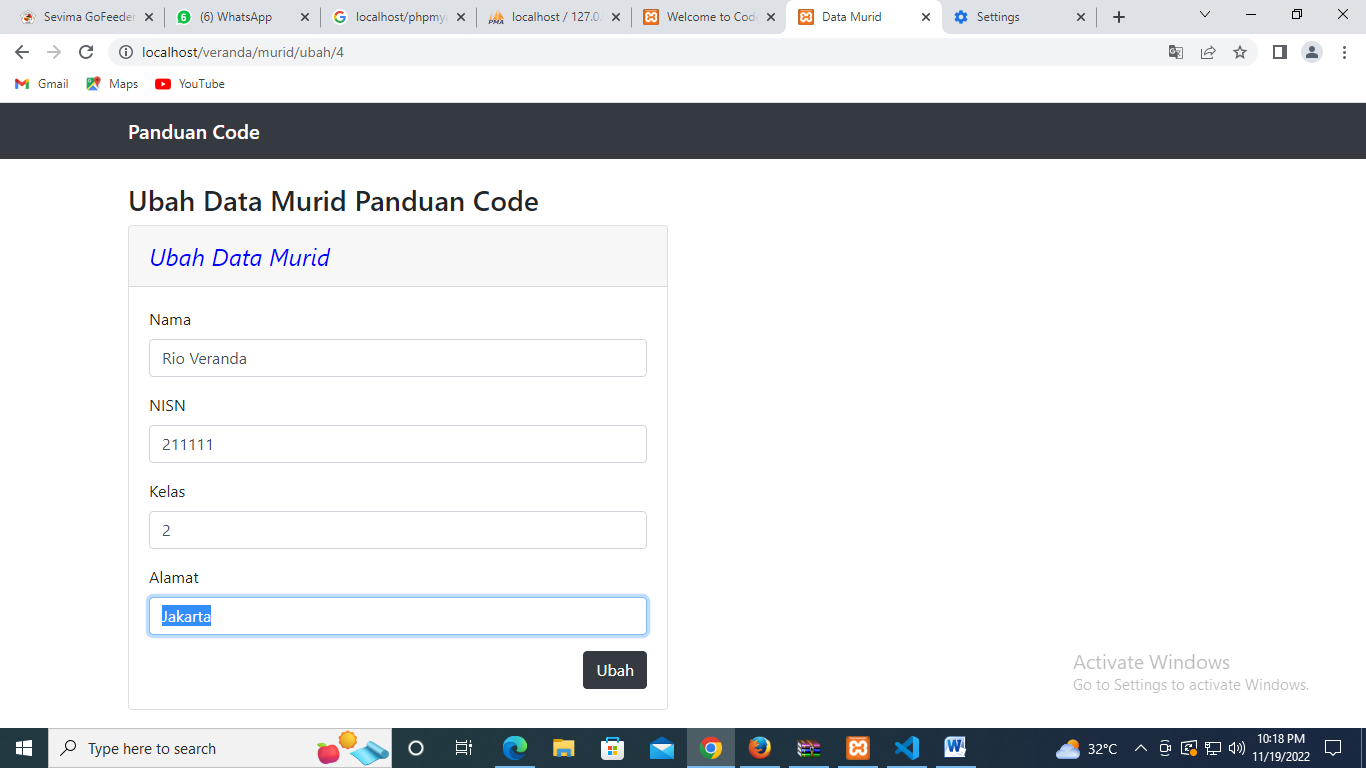 Sevima GoFeeder
(6) WhatsApp
localhost/phpmy
localhost / 127.0.
Welcome to Cod
Data Murid
Settings
localhost/veranda/murid/ubah/4
Gmail
Maps
YouTube
Panduan Code
Ubah Data Murid Panduan Code
Ubah Data Murid
Nama
Rio Veranda
NISN
211111
Kelas
2
Alamat
Jakarta
Ubah
Activate Windows
Go to Settings to activate Windows.
Type here to search
32°C
10:18 PM
11/19/2022